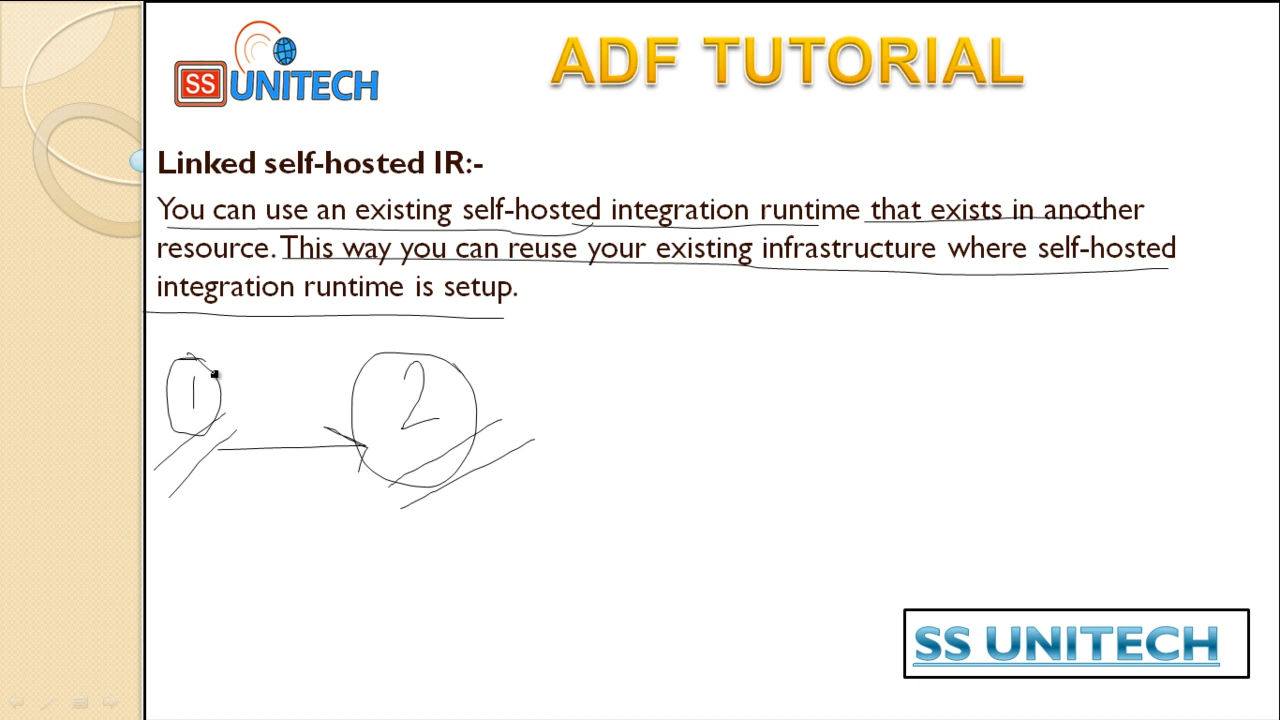 SS UNITECH
ADF TUTORIAL
Linked self-hosted IR:-
You can use an existing self-hosted integration runtime that exists in another
resource. This way you can reuse your existing infrastructure where self-hosted
integration runtime is setup.
1
2
SS UNITECH